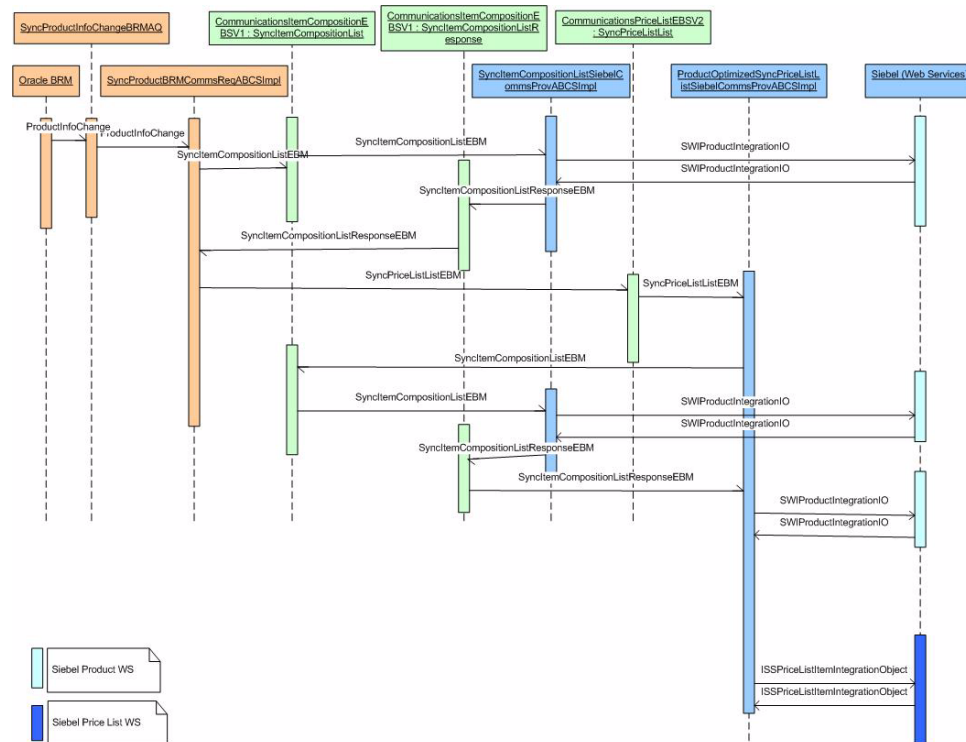 SyncProductInfoChangeBRMAQ
CommunicationsItemCompositionE
BSV1 : SyncItemCompositionList
CommunicationsItemCompositionE
BSV1 : SyncItemCompositionListR
esponse
CommunicationsPriceListEBSV2
: SyncPriceListList
Oracle BRM
SyncProductBRMCommsReqABCSImpl
SyncItemCompositionListSiebelC
ommsProvABCSImpl
ProductOptimizedSyncPriceListL
istSiebelCommsProvABCSImpl
Siebel (Web Services)
ProductInfoChange
ProductInfoChange
SyncItemCompositionListEBM
SyncItemCompositionListEBM
SWIProductIntegrationIO
SWIProductIntegrationIO
SyncItemCompositionListResponseEBM
SyncItemCompositionListResponseEBM
SyncPriceListListEBM
SyncPriceListListEBM
SyncItemCompositionListEBM
SyncItemCompositionListEBM
SWIProductIntegrationIO
SWIProductIntegrationIO
SyncItemCompositionListResponseEBM
SyncItemCompositionListResponseEBM
SWIProductIntegrationIO
SWIProductIntegrationIO
Siebel Product WS
ISSPriceListItemIntegrationObject
ISSPriceListItemIntegrationObject
Siebel Price List WS